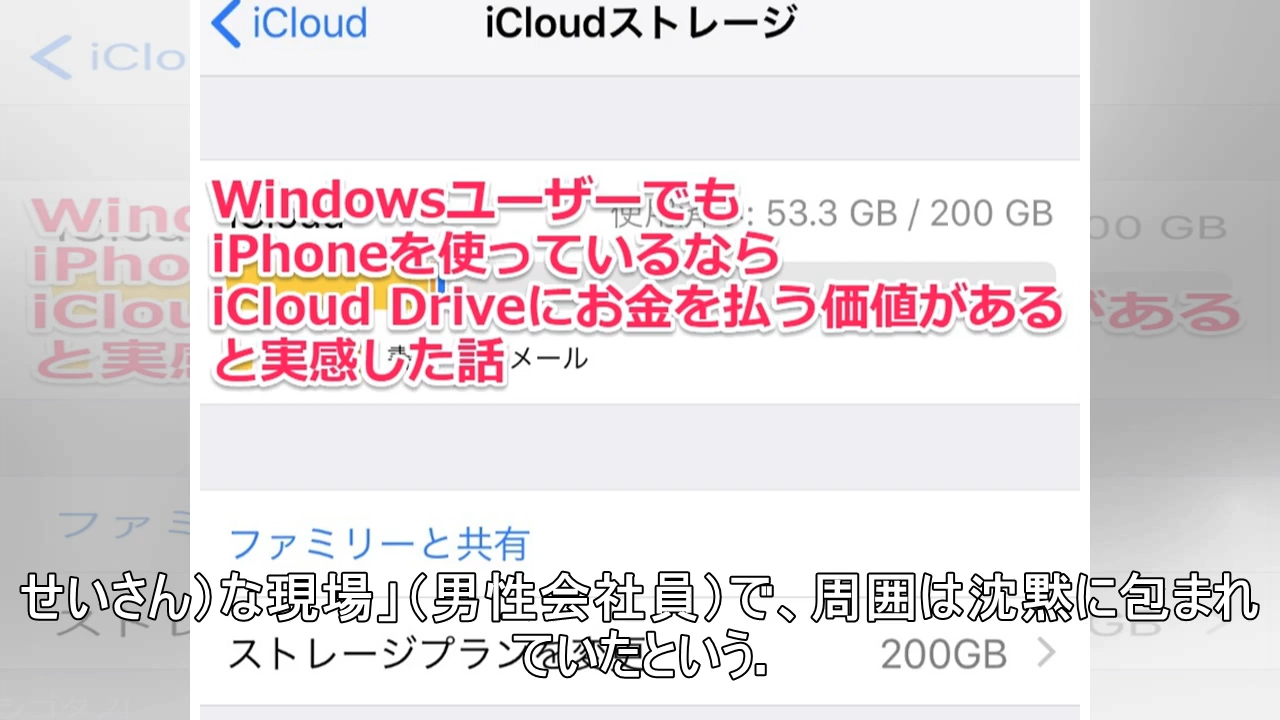 iCloud
iCloudストレージ
WindowsユーザーでもiPhoneを使っているなら
iCloud Driveにお金を払う価値がある
と実感した話
: 53.3 GB / 200 GB
メール
ファミリーと共有
せいさん）な現場」（男性会社員）で、周囲は沈黙に包まれ
ていたという.
ストレージプランを変更
200GB